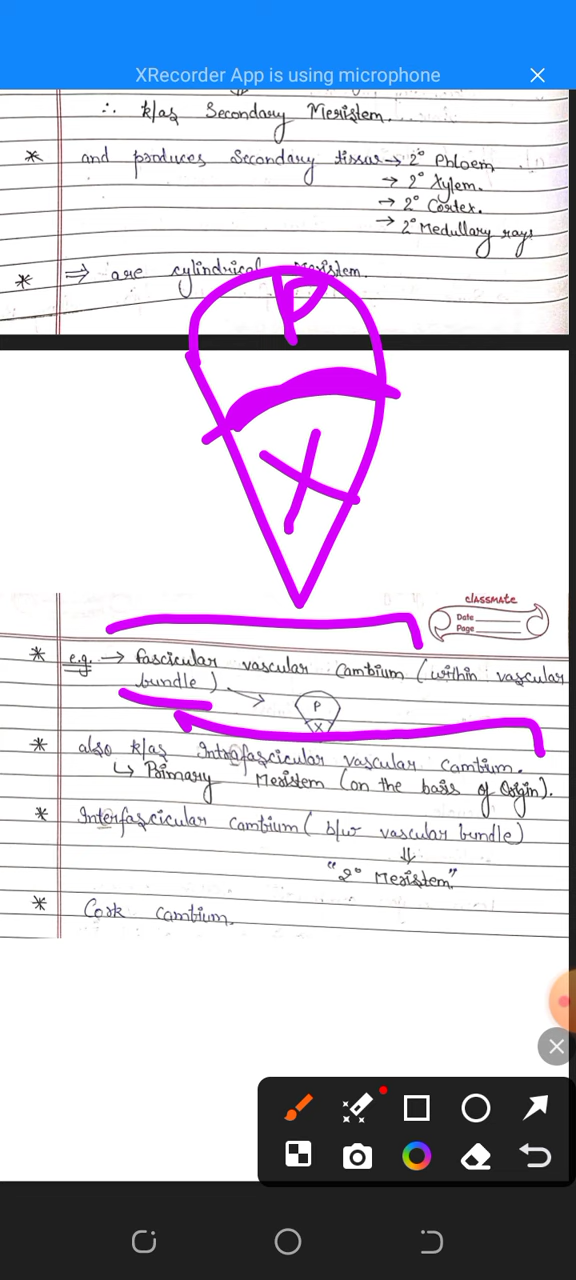 XRecorder App is using microphone
∴ k/as Secondary Meristem.
* and produces Secondary tissue → 2° Phloem
→ 2° Xylem.
→ 2° Cortex.
→ 2° Medullary rays
* ⇒ are cylindrical Meristem.
P
X
classmate
Date
Page
* e.g. → fascicular vascular cambium (within vascular
bundle)
P
X
* also k/as Intrafascicular vascular Cambium.
↳ Primary Meristem (on the basis of Origin).
* Interfascicular Cambium ( b/w vascular bundle)
⇓
"2° Meristem"
* Cork cambium.